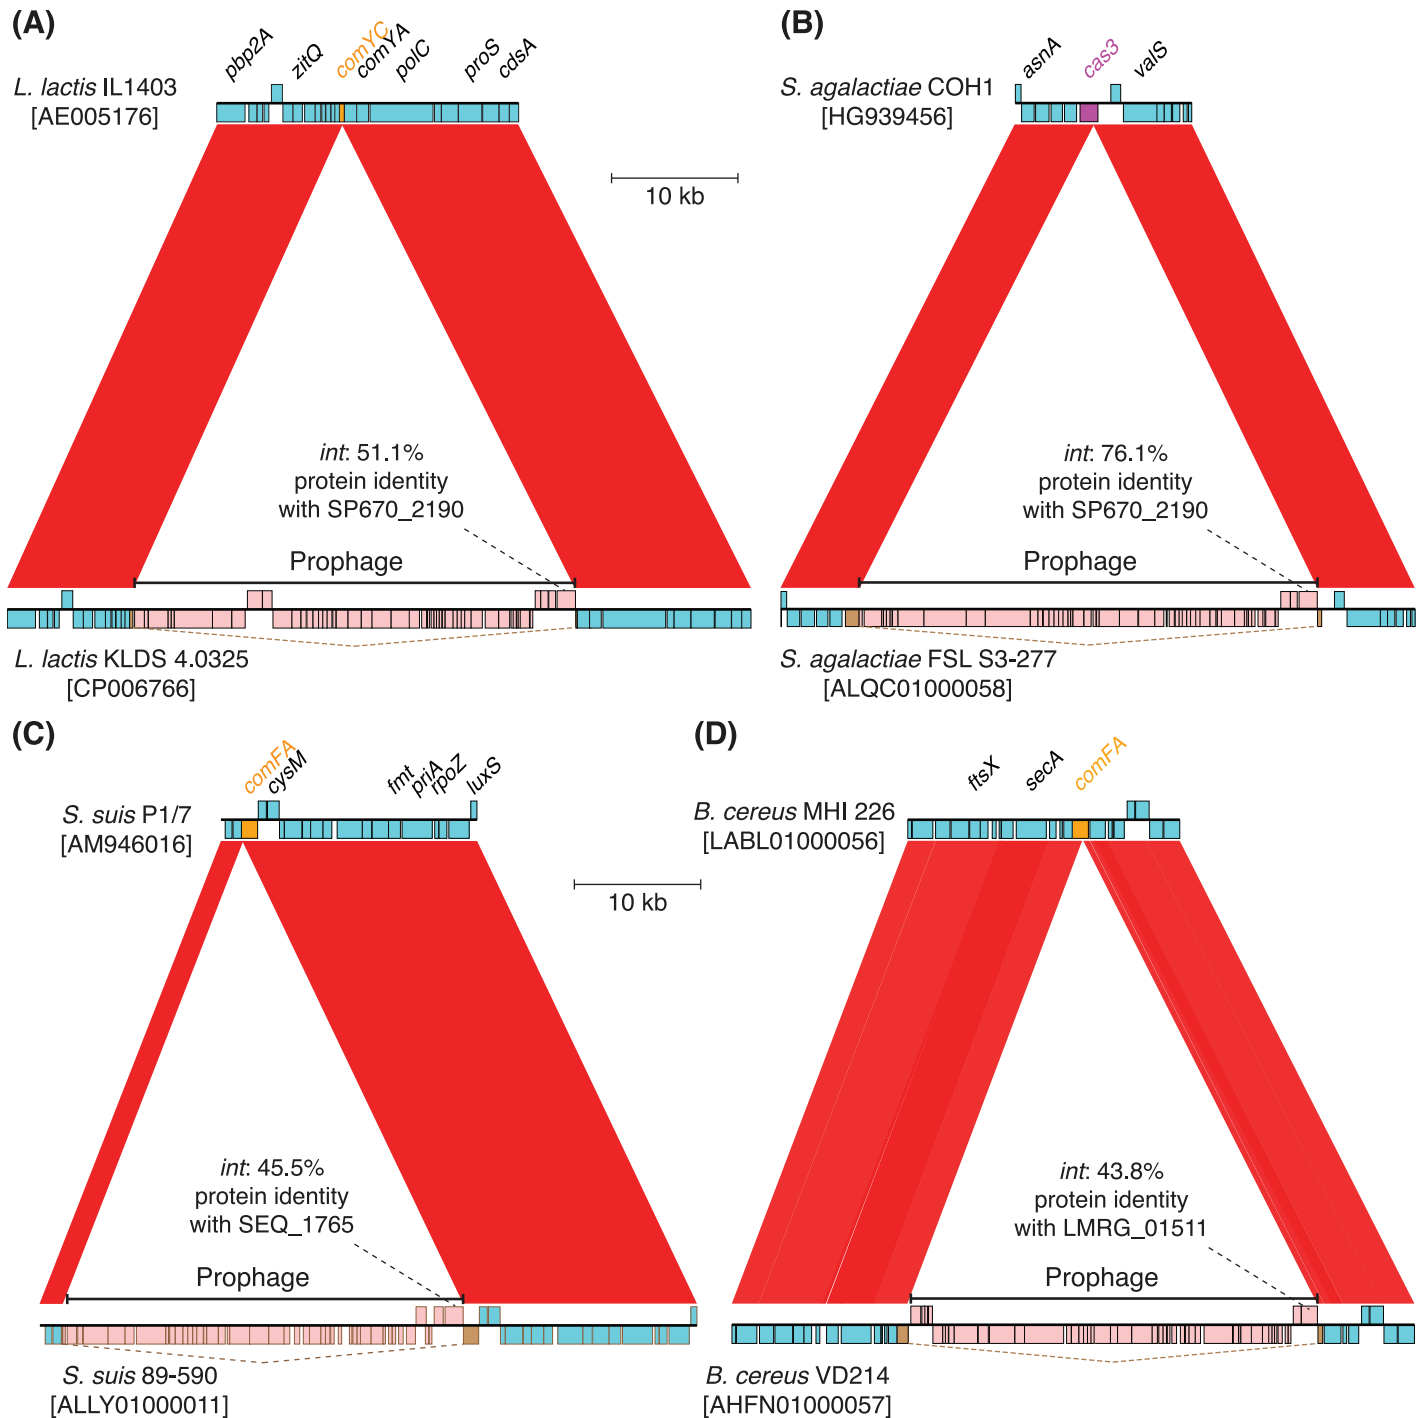 (A)
pbp2A zitQ comYC comYA polC proS cdsA
L. lactis IL1403
[AE005176]
10 kb
int: 51.1%
protein identity
with SP670_2190
Prophage
L. lactis KLDS 4.0325
[CP006766]
(B)
asnA cas3 valS
S. agalactiae COH1
[HG939456]
int: 76.1%
protein identity
with SP670_2190
Prophage
S. agalactiae FSL S3-277
[ALQC01000058]
(C)
comFA cysM fmt priA rpoZ luxS
S. suis P1/7
[AM946016]
10 kb
int: 45.5%
protein identity
with SEQ_1765
Prophage
S. suis 89-590
[ALLY01000011]
(D)
ftsX secA comFA
B. cereus MHI 226
[LABL01000056]
int: 43.8%
protein identity
with LMRG_01511
Prophage
B. cereus VD214
[AHFN01000057]